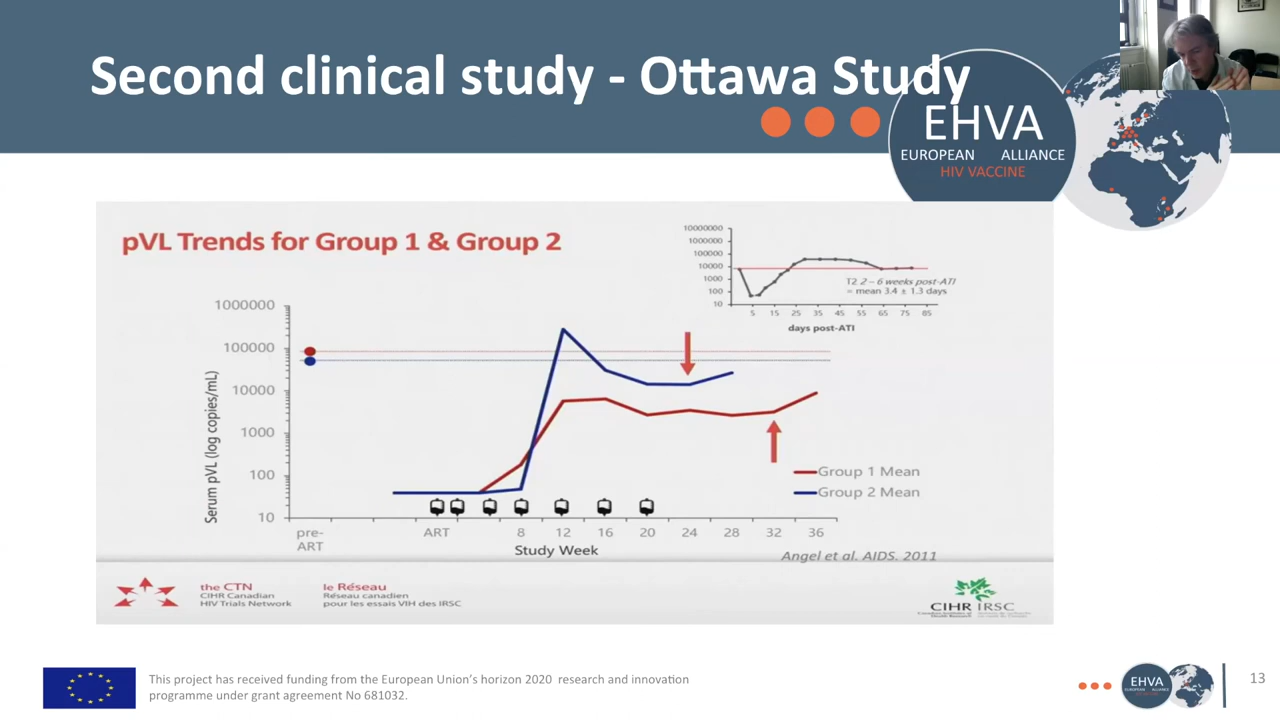 Second clinical study - Ottawa Study
EHVA
EUROPEAN ALLIANCE
HIV VACCINE
pVL Trends for Group 1 & Group 2
10000000
1000000
100000
10000
1000
100
10
5 15 25 35 45 55 65 75 85
days post-ATI
T2 2 – 6 weeks post-ATI
= mean 3.4 ± 1.3 days
Serum pVL (log copies/mL)
1000000
100000
10000
1000
100
10
pre-ART
ART
8 12 16 20 24 28 32 36
Study Week
Group 1 Mean
Group 2 Mean
Angel et al. AIDS. 2011
the CTN
CIHR Canadian
HIV Trials Network
le Réseau
Réseau canadien
pour les essais VIH des IRSC
CIHR IRSC
This project has received funding from the European Union's horizon 2020 research and innovation
programme under grant agreement No 681032.
EHVA
13